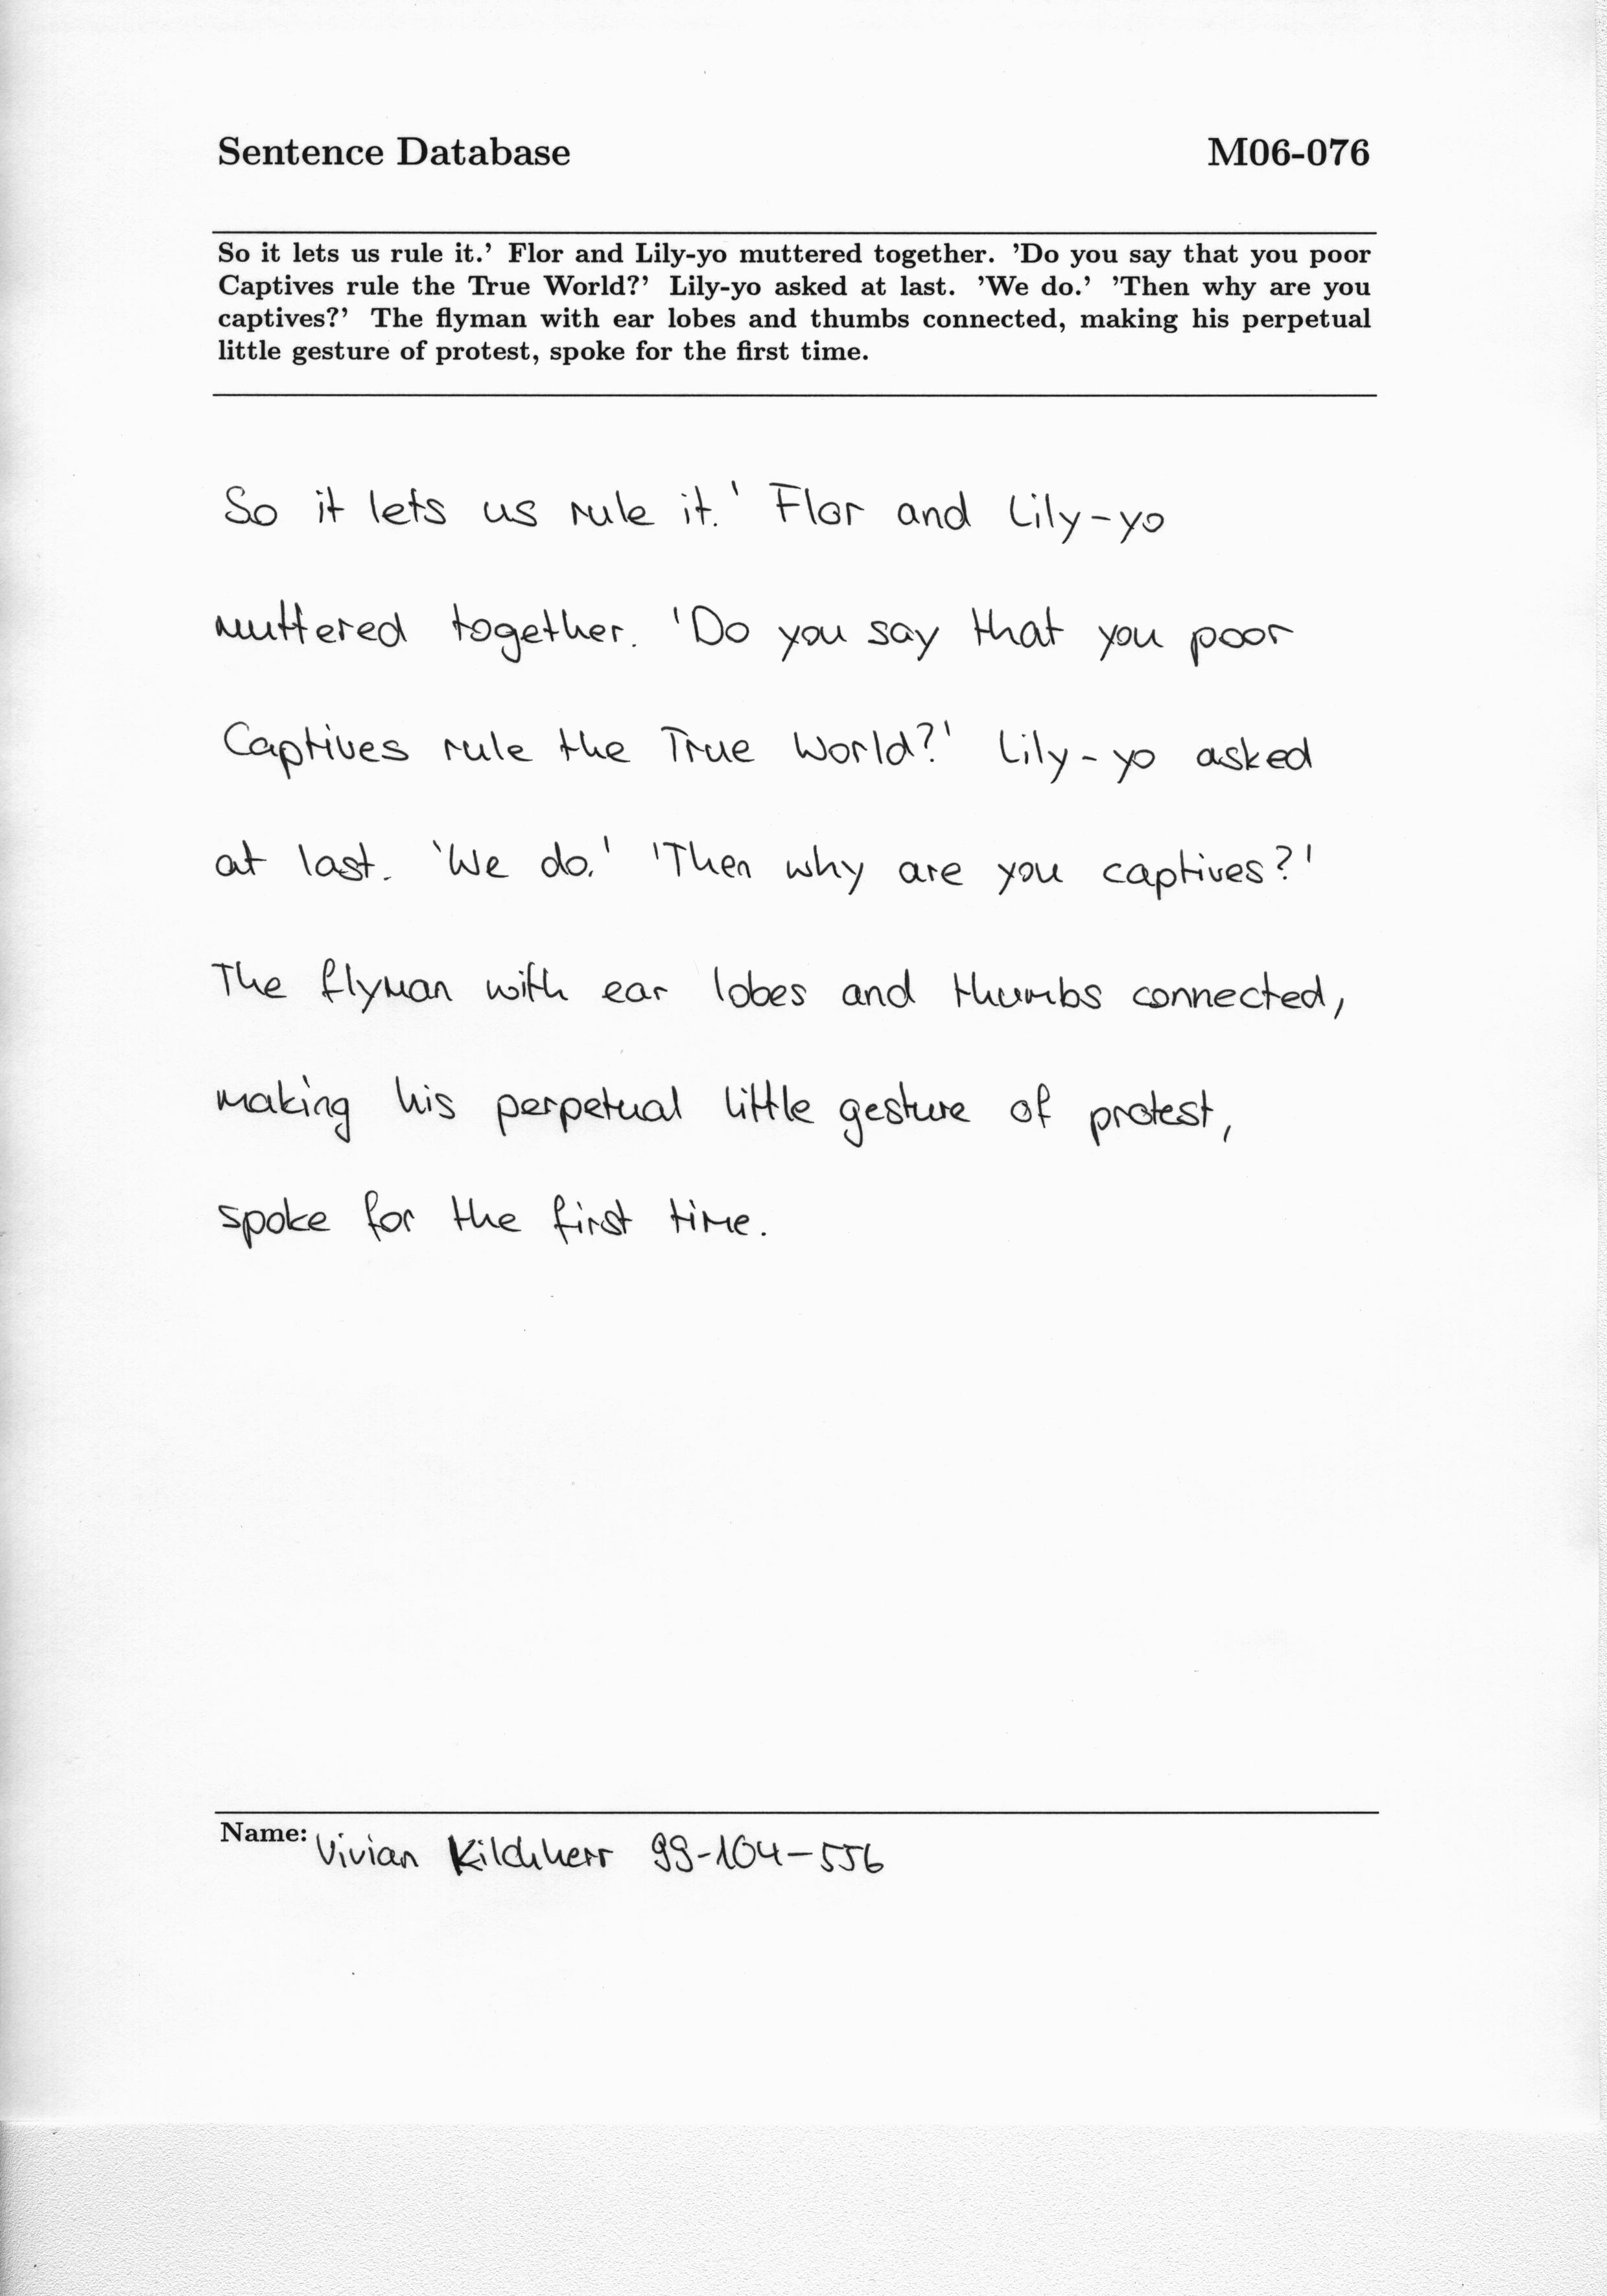 Sentence Database M06-076
So it lets us rule it.' Flor and Lily-yo muttered together. 'Do you say that you poor
Captives rule the True World?' Lily-yo asked at last. 'We do.' 'Then why are you
captives?' The flyman with ear lobes and thumbs connected, making his perpetual
little gesture of protest, spoke for the first time.
So it lets us rule it.' Flor and Lily-yo
muttered together. 'Do you say that you poor
Captives rule the True World?' Lily-yo asked
at last. 'We do.' 'Then why are you captives?'
The flyman with ear lobes and thumbs connected,
making his perpetual little gesture of protest,
spoke for the first time.
Name: Vivian Kilchherr 99-104-556